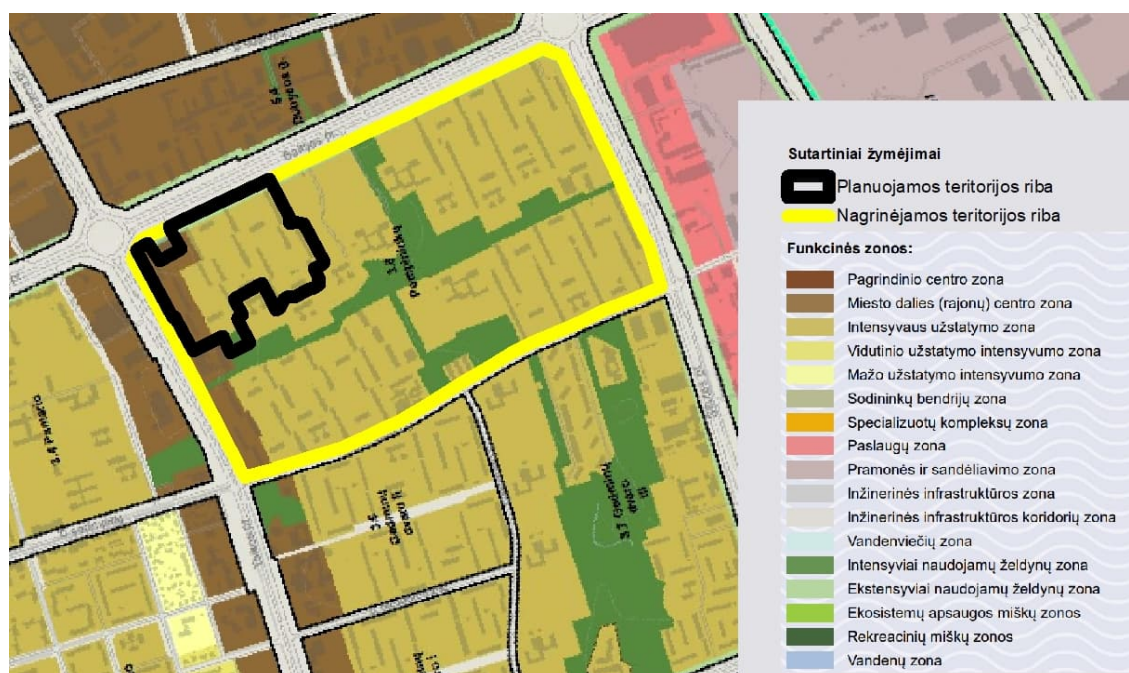 Sutartiniai žymėjimai
Planuojamos teritorijos riba
Nagrinėjamos teritorijos riba
Funkcinės zonos:
Pagrindinio centro zona
Miesto dalies (rajonų) centro zona
Intensyvaus užstatymo zona
Vidutinio užstatymo intensyvumo zona
Mažo užstatymo intensyvumo zona
Sodininkų bendrijų zona
Specializuotų kompleksų zona
Paslaugų zona
Pramonės ir sandėliavimo zona
Inžinerinės infrastruktūros zona
Inžinerinės infrastruktūros koridorių zona
Vandenviečių zona
Intensyviai naudojamų želdynų zona
Ekstensyviai naudojamų želdynų zona
Ekosistemų apsaugos miškų zonos
Rekreacinių miškų zonos
Vandenų zona